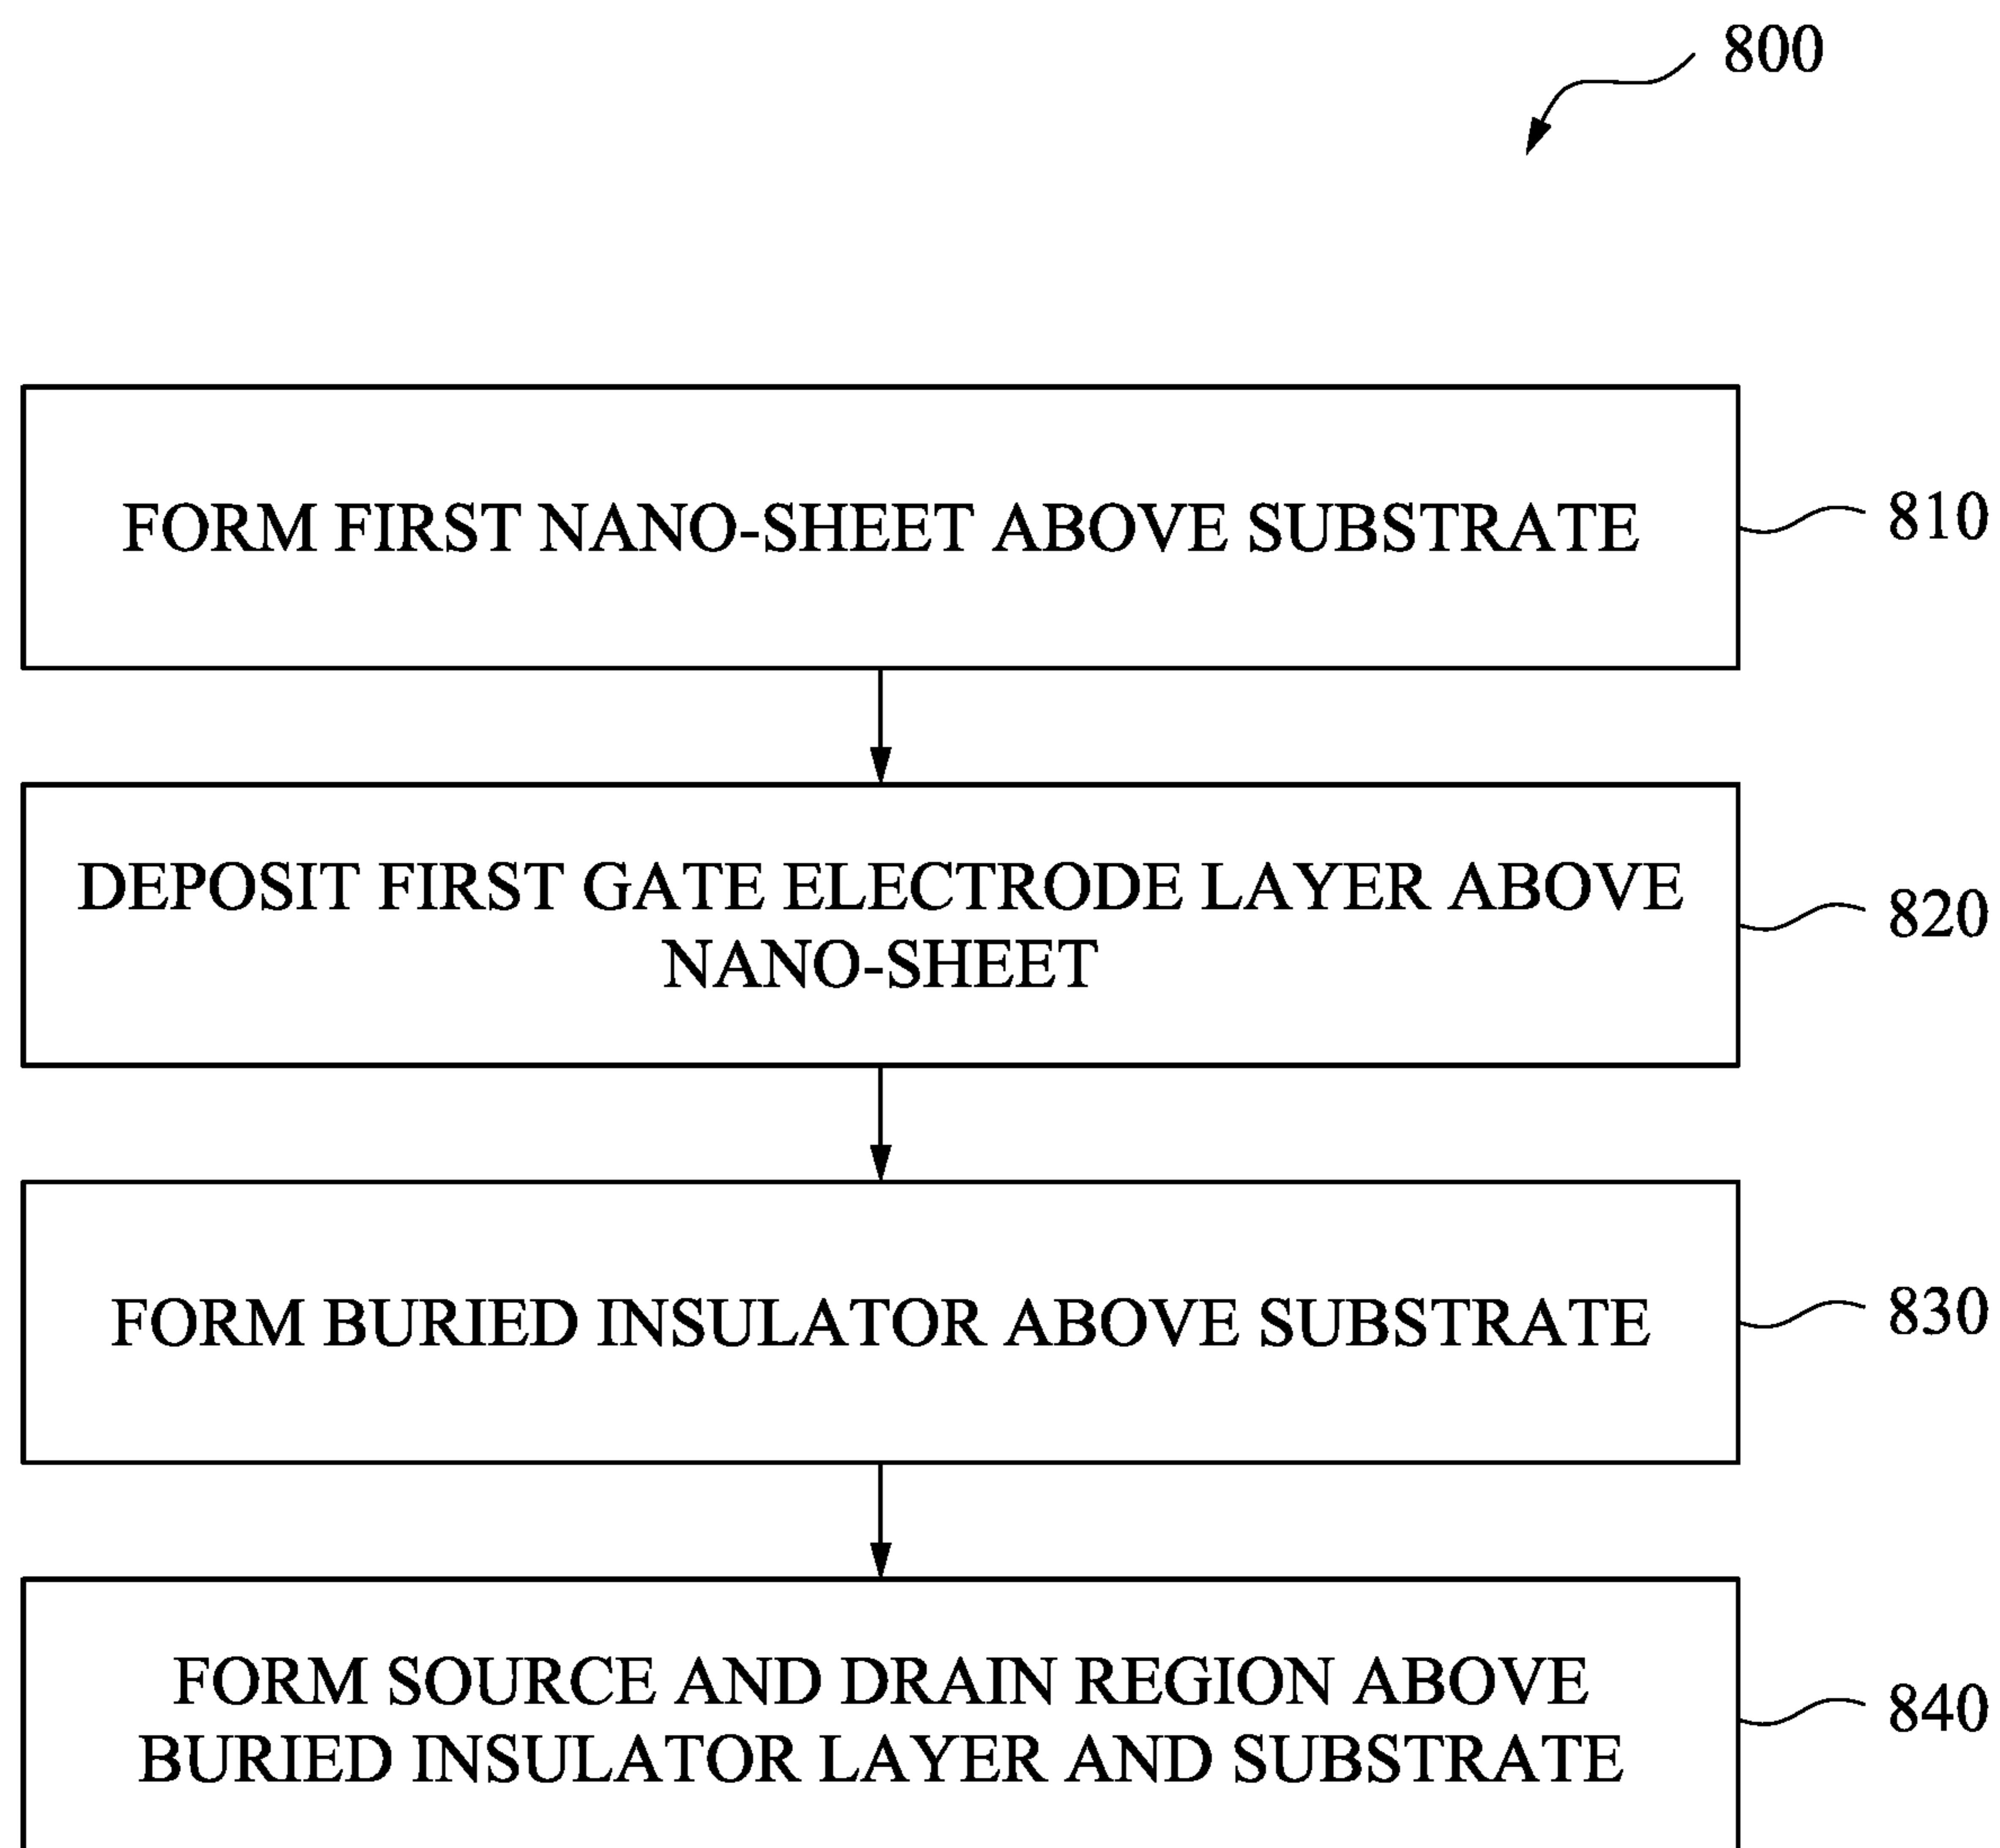 800
FORM FIRST NANO-SHEET ABOVE SUBSTRATE
810
DEPOSIT FIRST GATE ELECTRODE LAYER ABOVE
NANO-SHEET
820
FORM BURIED INSULATOR ABOVE SUBSTRATE
830
FORM SOURCE AND DRAIN REGION ABOVE
BURIED INSULATOR LAYER AND SUBSTRATE
840